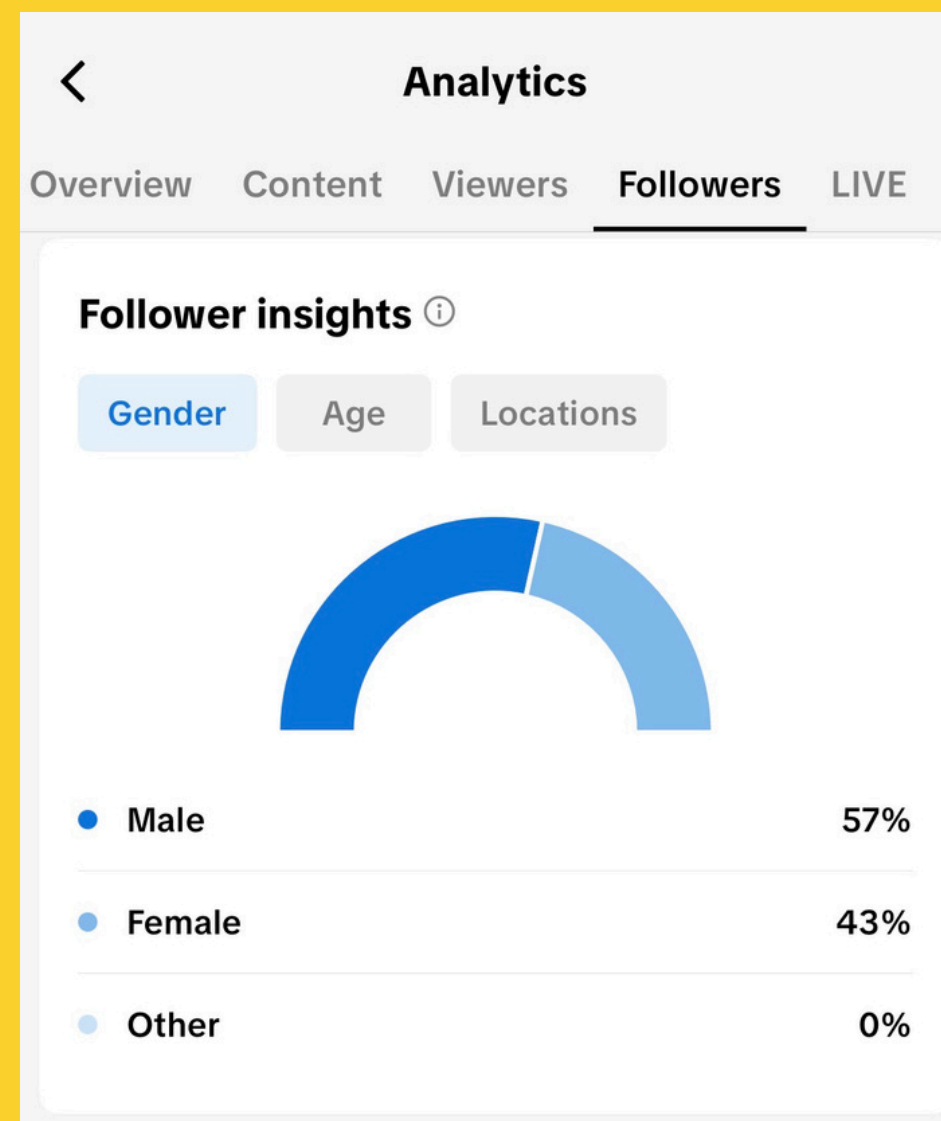 Analytics
Overview Content Viewers Followers LIVE
Follower insights
Gender Age Locations
Male 57%
Female 43%
Other 0%